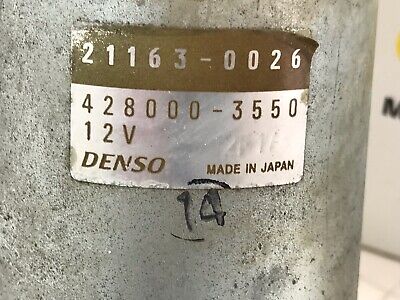 21163-0026
428000-3550
12V
DENSO MADE IN JAPAN
14